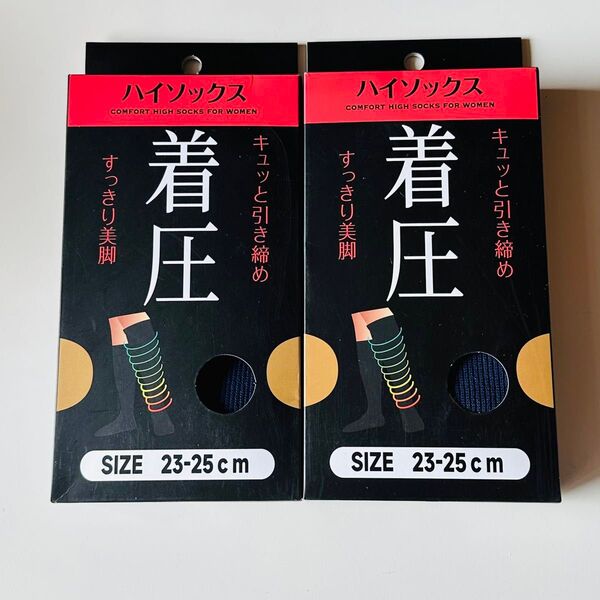 ハイソックス
COMFORT HIGH SOCKS FOR WOMEN
キュッと引き締め
着圧
すっきり美脚
SIZE 23-25cm
ハイソックス
COMFORT HIGH SOCKS FOR WOMEN
キュッと引き締め
着圧
すっきり美脚
SIZE 23-25cm